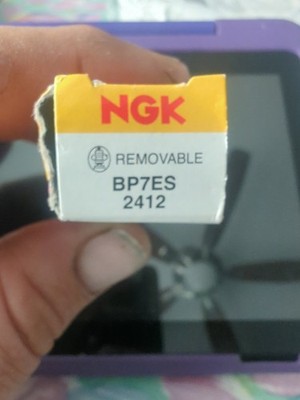 NGK
REMOVABLE
BP7ES
2412